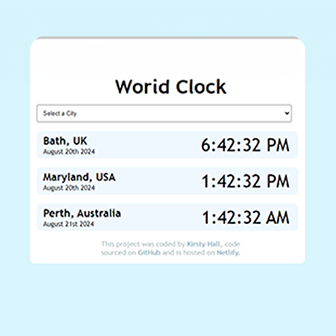 World Clock
Select a City
Bath, UK
August 20th 2024
6:42:32 PM
Maryland, USA
August 20th 2024
1:42:32 PM
Perth, Australia
August 21st 2024
1:42:32 AM
This project was coded by Kirsty Hall, code
sourced on GitHub and is hosted on Netlify.